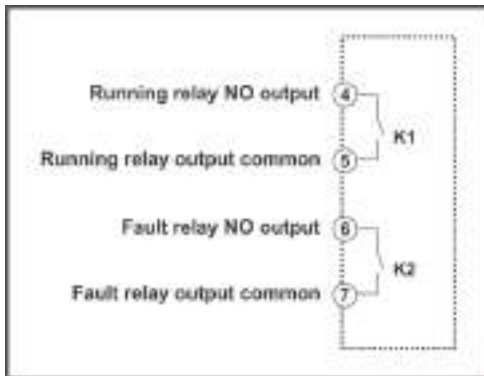 Running relay NO output 4
K1
Running relay output common 5
Fault relay NO output 6
K2
Fault relay output common 7